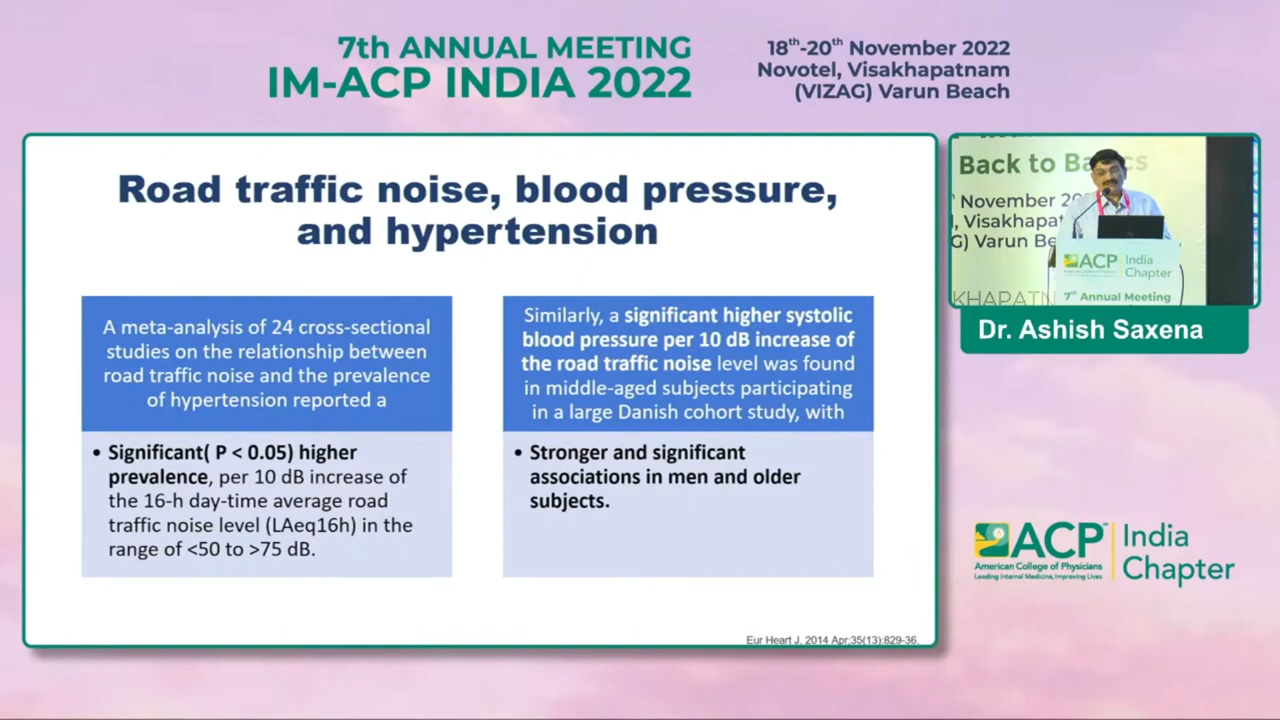 7th ANNUAL MEETING
IM-ACP INDIA 2022
18th-20th November 2022
Novotel, Visakhapatnam
(VIZAG) Varun Beach
Road traffic noise, blood pressure,
and hypertension
A meta-analysis of 24 cross-sectional
studies on the relationship between
road traffic noise and the prevalence
of hypertension reported a
• Significant( P < 0.05) higher
prevalence, per 10 dB increase of
the 16-h day-time average road
traffic noise level (LAeq16h) in the
range of <50 to >75 dB.
Similarly, a significant higher systolic
blood pressure per 10 dB increase of
the road traffic noise level was found
in middle-aged subjects participating
in a large Danish cohort study, with
• Stronger and significant
associations in men and older
subjects.
Eur Heart J. 2014 Apr;35(13):829-36.
Back to
November
Visakhapat
Varun Be
KHAPATN
ACP
India
Chapter
7th Annual Meeting
Dr. Ashish Saxena
ACP
American College of Physicians
Leading Internal Medicine, Improving Lives
India
Chapter